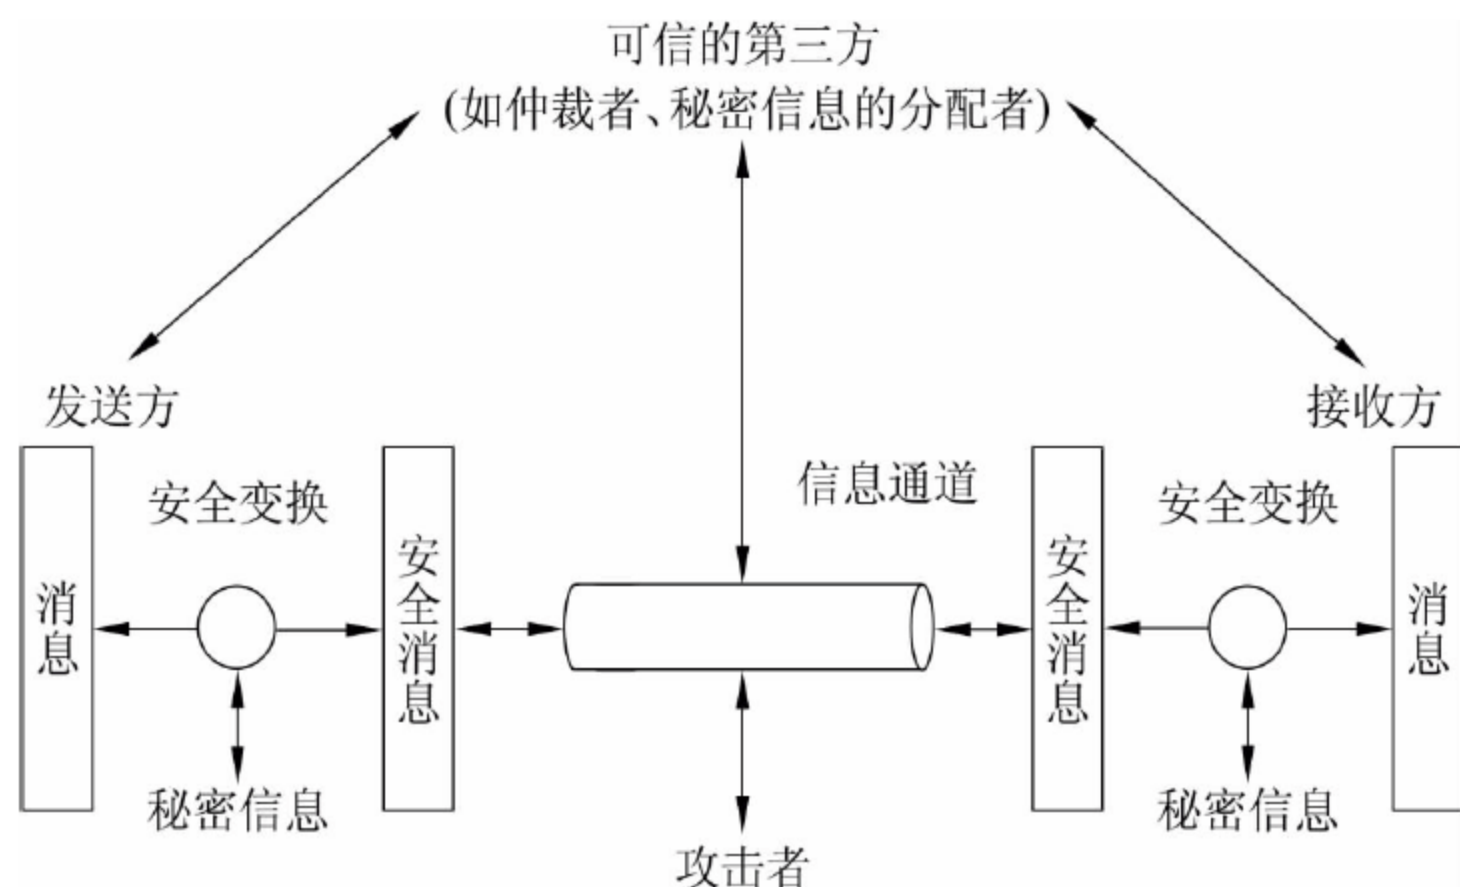 可信的第三方
(如仲裁者、秘密信息的分配者)
发送方
接收方
信息通道
安全变换
安全变换
消息
安全消息
安全消息
消息
秘密信息
秘密信息
攻击者